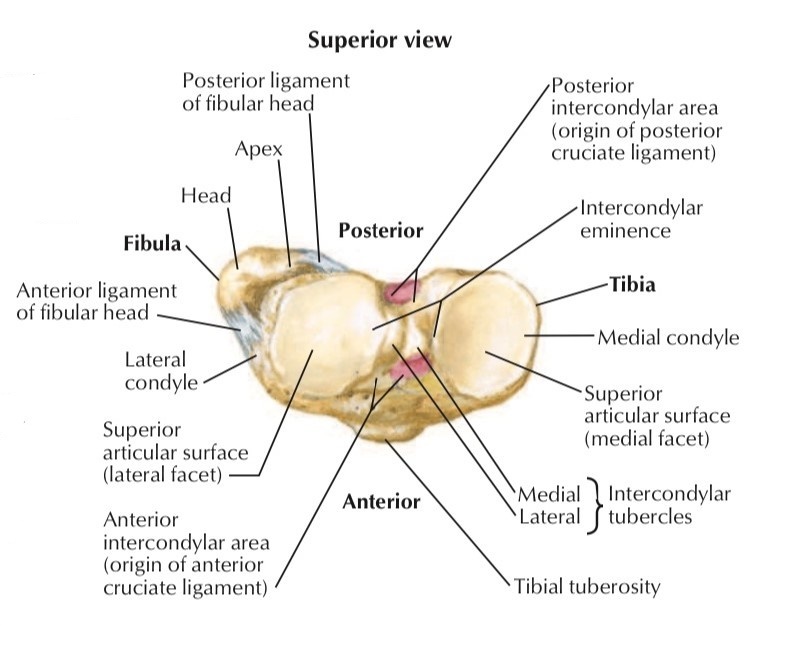 Superior view
Posterior ligament
of fibular head
Apex
Head
Fibula
Anterior ligament
of fibular head
Lateral
condyle
Superior
articular surface
(lateral facet)
Anterior
intercondylar area
(origin of anterior
cruciate ligament)
Posterior
Anterior
Posterior
intercondylar area
(origin of posterior
cruciate ligament)
Intercondylar
eminence
Tibia
Medial condyle
Superior
articular surface
(medial facet)
Medial } Intercondylar
Lateral tubercles
Tibial tuberosity